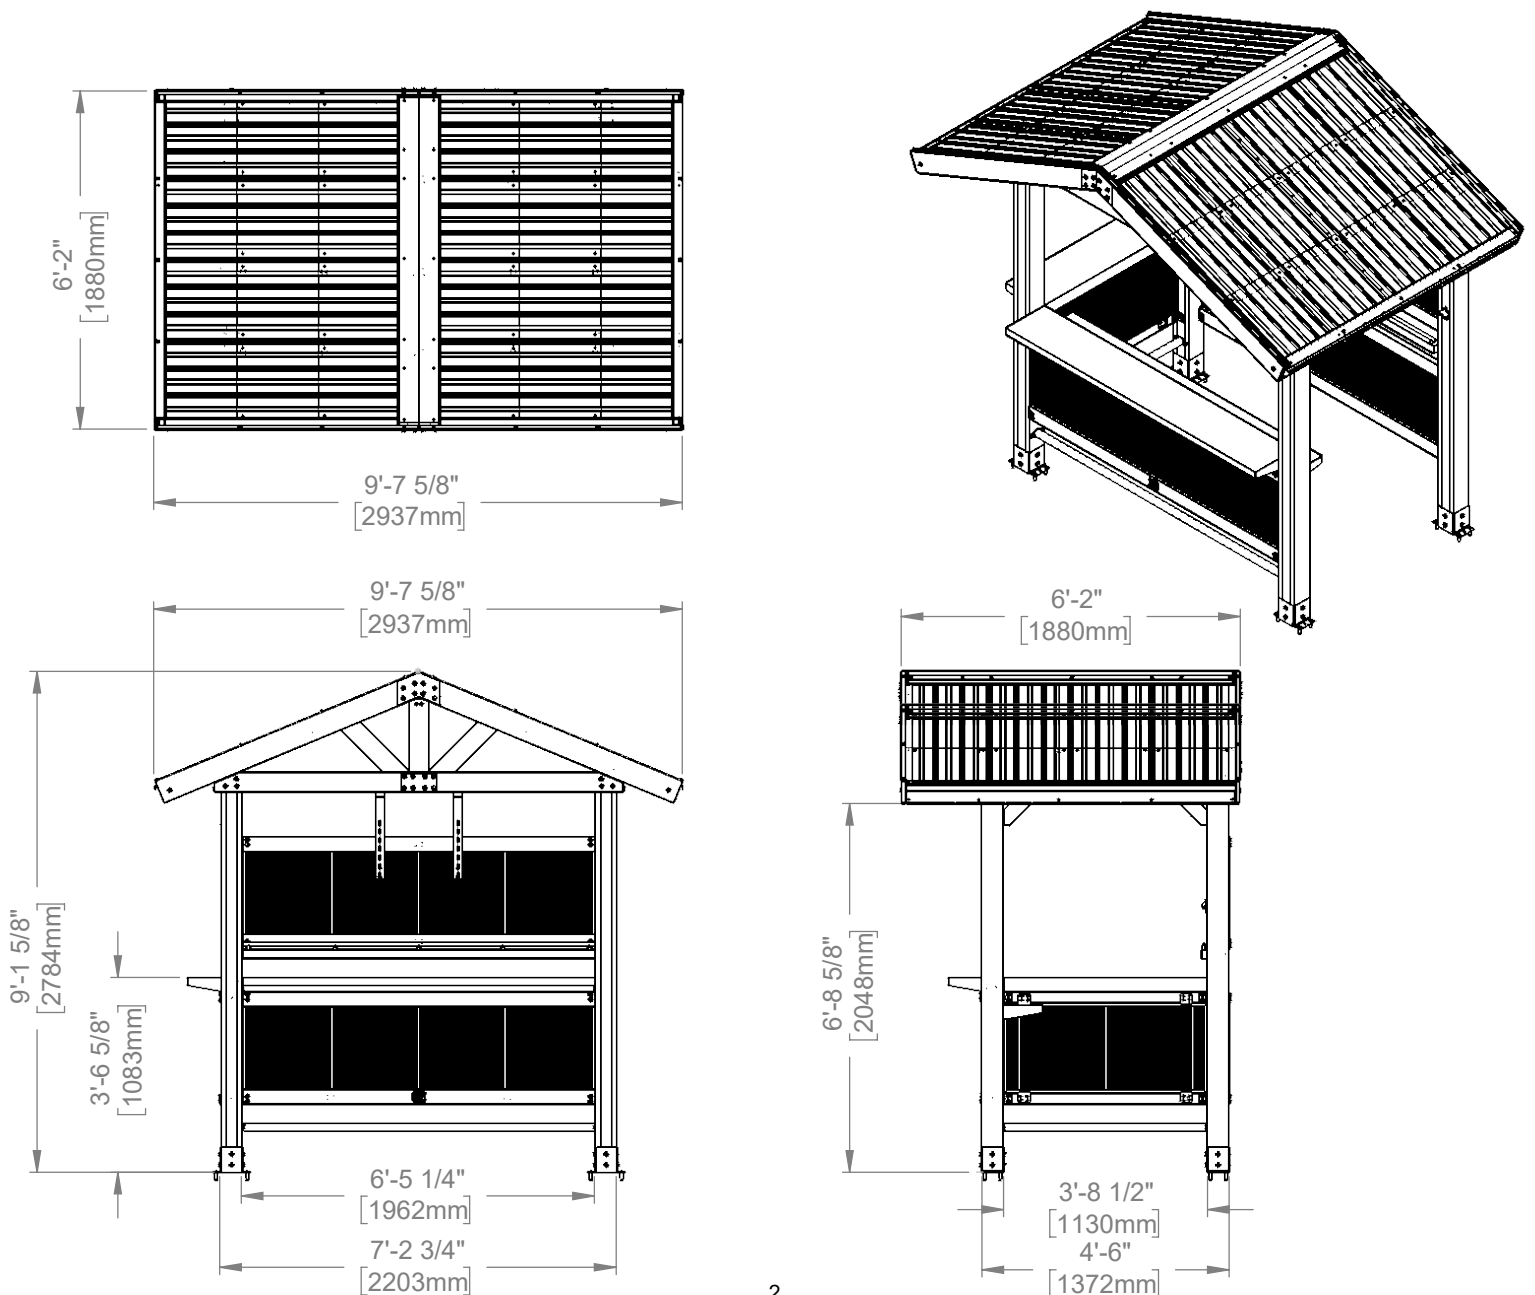 6'-2"
[1880mm]
9'-7 5/8"
[2937mm]
9'-7 5/8"
[2937mm]
6'-2"
[1880mm]
9'-1 5/8"
[2784mm]
3'-6 5/8"
[1083mm]
6'-8 5/8"
[2048mm]
6'-5 1/4"
[1962mm]
7'-2 3/4"
[2203mm]
3'-8 1/2"
[1130mm]
4'-6"
[1372mm]
2